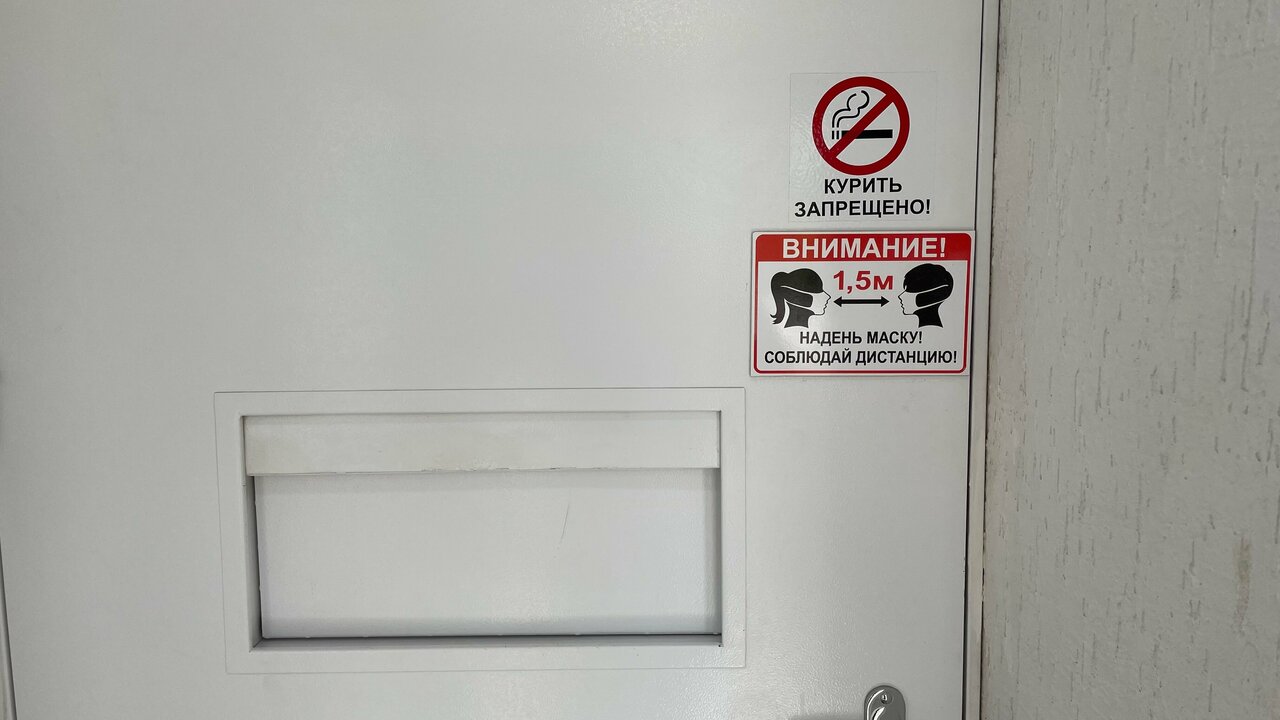 КУРИТЬ
ЗАПРЕЩЕНО!
ВНИМАНИЕ!
1,5м
НАДЕНЬ МАСКУ!
СОБЛЮДАЙ ДИСТАНЦИЮ!